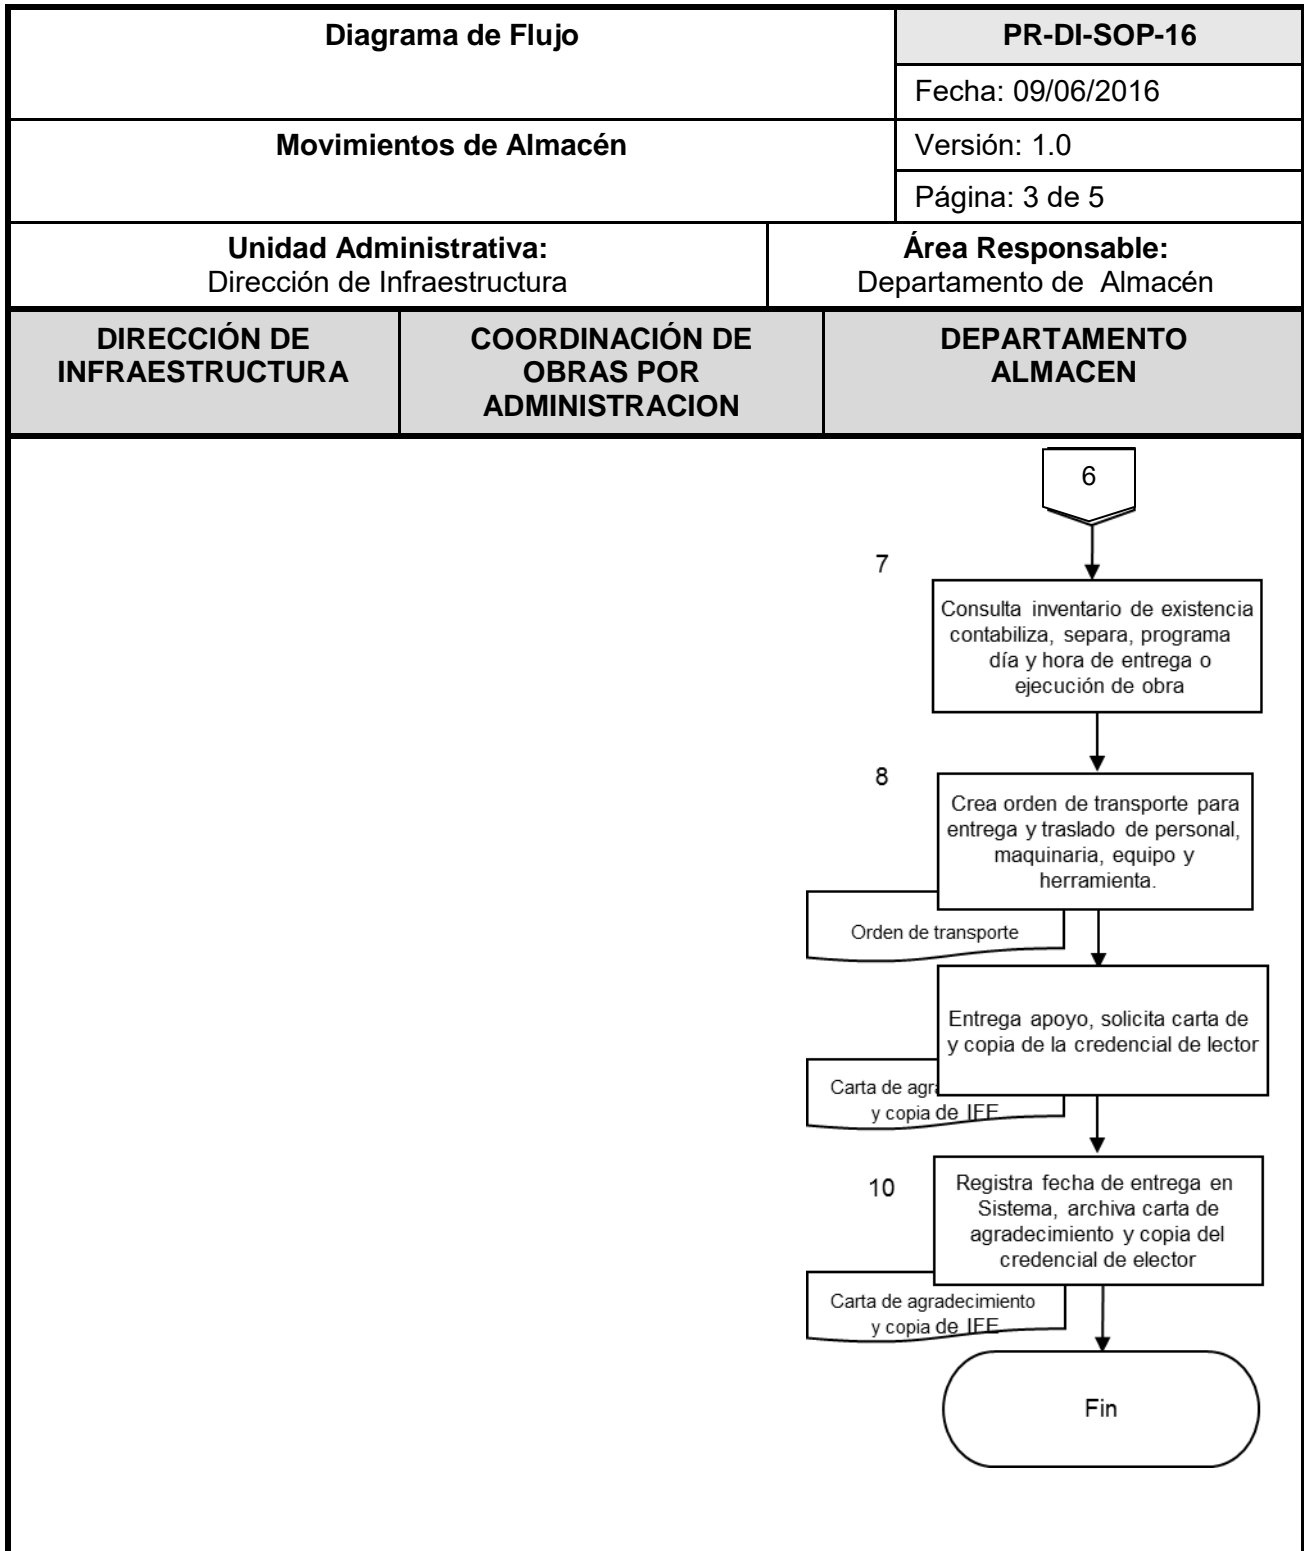 Diagrama de Flujo
PR-DI-SOP-16
Fecha: 09/06/2016
Movimientos de Almacén
Versión: 1.0
Página: 3 de 5
Unidad Administrativa:
Dirección de Infraestructura
Área Responsable:
Departamento de Almacén
DIRECCIÓN DE
INFRAESTRUCTURA
COORDINACIÓN DE
OBRAS POR
ADMINISTRACION
DEPARTAMENTO
ALMACEN
6
7
Consulta inventario de existencia
contabiliza, separa, programa
día y hora de entrega o
ejecución de obra
8
Crea orden de transporte para
entrega y traslado de personal,
maquinaria, equipo y
herramienta.
Orden de transporte
Entrega apoyo, solicita carta de
y copia de la credencial de lector
Carta de agr
y copia de IFE
10
Registra fecha de entrega en
Sistema, archiva carta de
agradecimiento y copia del
credencial de elector
Carta de agradecimiento
y copia de IFE
Fin